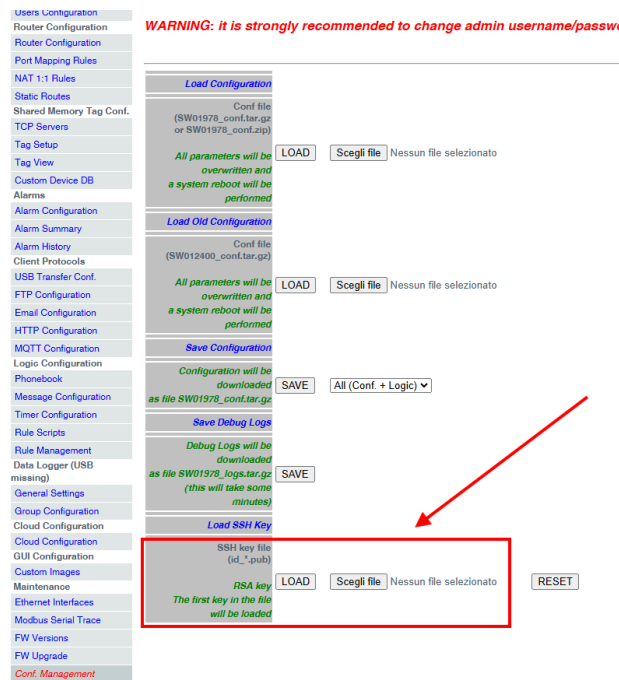 Users Configuration
Router Configuration
Router Configuration
Port Mapping Rules
NAT 1:1 Rules
Static Routes
Shared Memory Tag Conf.
TCP Servers
Tag Setup
Tag View
Custom Device DB
Alarms
Alarm Configuration
Alarm Summary
Alarm History
Client Protocols
USB Transfer Conf.
FTP Configuration
Email Configuration
HTTP Configuration
MQTT Configuration
Logic Configuration
Phonebook
Message Configuration
Timer Configuration
Rule Scripts
Rule Management
Data Logger (USB
missing)
General Settings
Group Configuration
Cloud Configuration
Cloud Configuration
GUI Configuration
Custom Images
Maintenance
Ethernet Interfaces
Modbus Serial Trace
FW Versions
FW Upgrade
Conf. Management
WARNING: it is strongly recommended to change admin username/passwo
Load Configuration
Conf file
(SW01978_conf.tar.gz
or SW01978_conf.zip)
All parameters will be
overwritten and
a system reboot will be
performed
LOAD Scegli file Nessun file selezionato
Load Old Configuration
Conf file
(SW012400_conf.tar.gz)
All parameters will be
overwritten and
a system reboot will be
performed
LOAD Scegli file Nessun file selezionato
Save Configuration
Configuration will be
downloaded
as file SW01978_conf.tar.gz
SAVE All (Conf. + Logic)
Save Debug Logs
Debug Logs will be
downloaded
as file SW01978_logs.tar.gz
(this will take some
minutes)
SAVE
Load SSH Key
SSH key file
(id_*.pub)
RSA key
The first key in the file
will be loaded
LOAD Scegli file Nessun file selezionato RESET